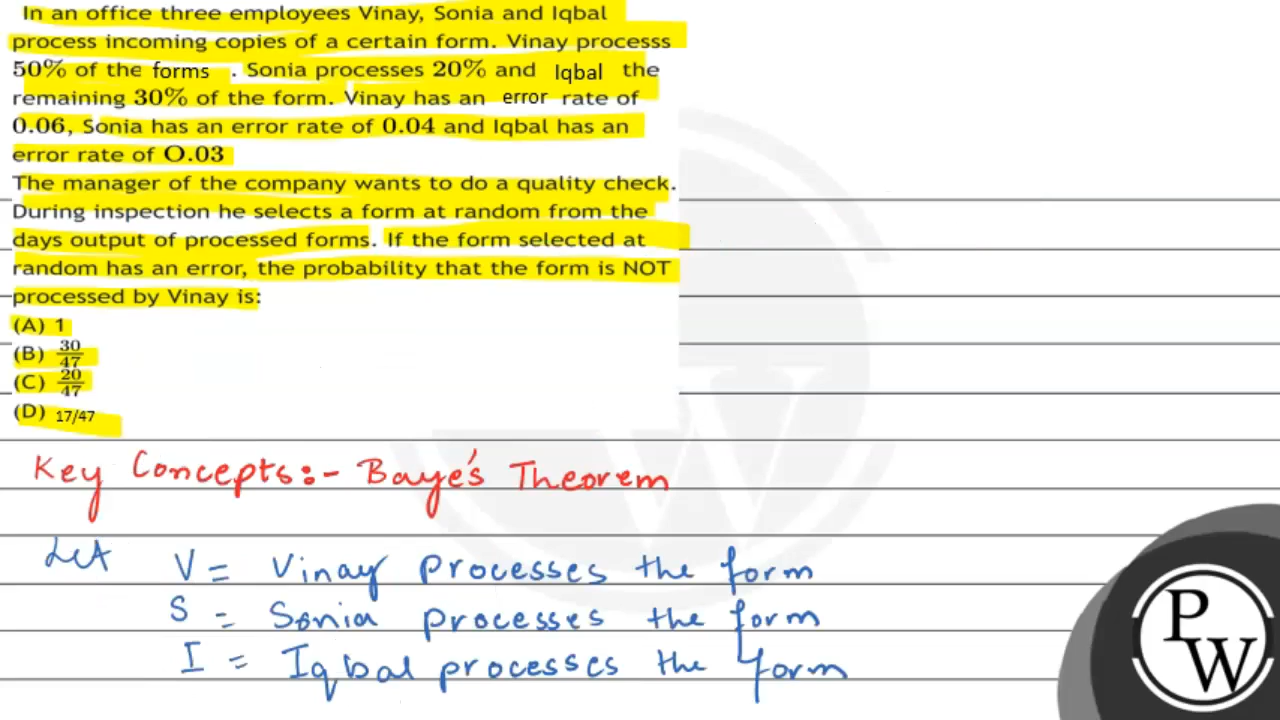 In an office three employees Vinay, Sonia and Iqbal
process incoming copies of a certain form. Vinay processs
50% of the forms . Sonia processes 20% and Iqbal the
remaining 30% of the form. Vinay has an error rate of
0.06, Sonia has an error rate of 0.04 and Iqbal has an
error rate of O.03
The manager of the company wants to do a quality check.
During inspection he selects a form at random from the
days output of processed forms. If the form selected at
random has an error, the probability that the form is NOT
processed by Vinay is:
(A) 1
(B) 30/47
(C) 20/47
(D) 17/47
Key Concepts:- Baye's Theorem
Let V = Vinay processes the form
S = Sonia processes the form
I = Iqbal processes the form
PW